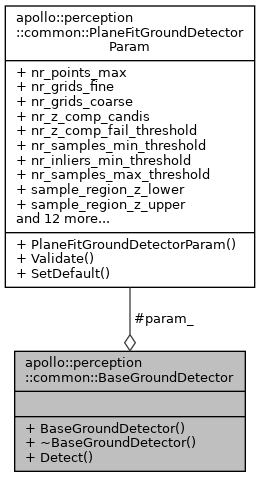 apollo::perception
::common::PlaneFitGroundDetector
Param
+ nr_points_max
+ nr_grids_fine
+ nr_grids_coarse
+ nr_z_comp_candis
+ nr_z_comp_fail_threshold
+ nr_samples_min_threshold
+ nr_inliers_min_threshold
+ nr_samples_max_threshold
+ sample_region_z_lower
+ sample_region_z_upper
and 12 more...
+ PlaneFitGroundDetectorParam()
+ Validate()
+ SetDefault()
#param_
apollo::perception
::common::BaseGroundDetector
+ BaseGroundDetector()
+ ~BaseGroundDetector()
+ Detect()